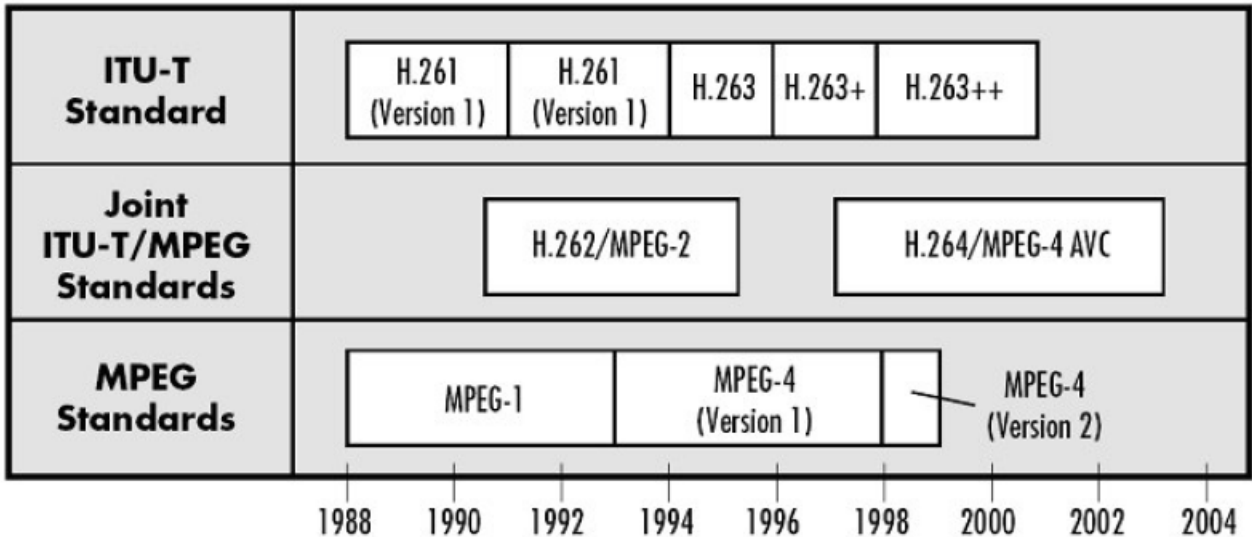 ITU-T
Standard
H.261
(Version 1)
H.261
(Version 1)
H.263
H.263+
H.263++
Joint
ITU-T/MPEG
Standards
H.262/MPEG-2
H.264/MPEG-4 AVC
MPEG
Standards
MPEG-1
MPEG-4
(Version 1)
MPEG-4
(Version 2)
1988 1990 1992 1994 1996 1998 2000 2002 2004